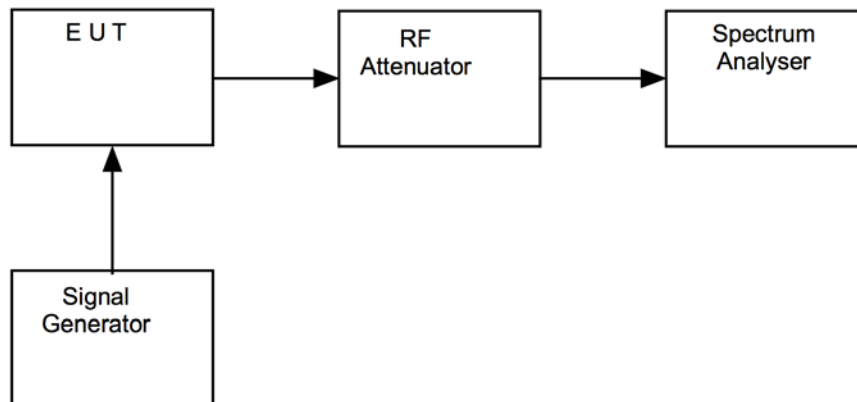 E U T
RF
Attenuator
Spectrum
Analyser
Signal
Generator